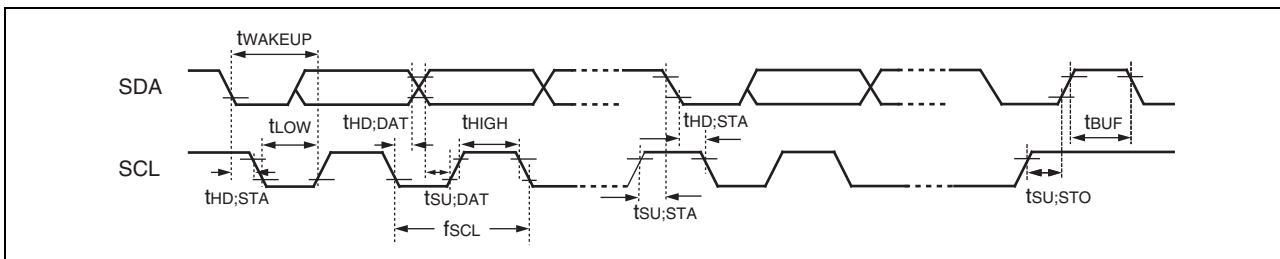 tWAKEUP
SDA
tLOW
tHD;DAT
tHIGH
tHD;STA
tBUF
SCL
tHD;STA
tSU;DAT
tSU;STA
tSU;STO
fSCL